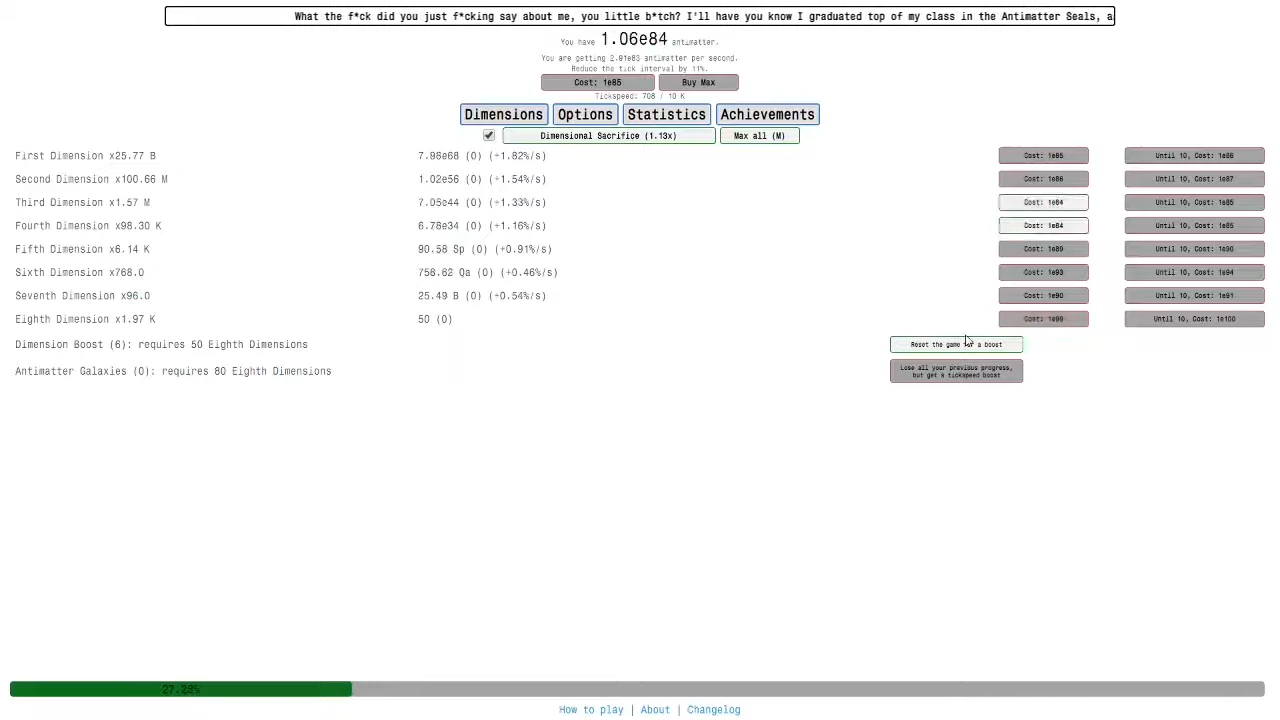 What the f*ck did you just f*cking say about me, you little b*tch? I'll have you know I graduated top of my class in the Antimatter Seals, a
You have 1.06e84 antimatter.
You are getting 2.01e83 antimatter per second.
Reduce the tick interval by 11%.
Cost: 1e85 Buy Max
Tickspeed: 708 / 10 K
Dimensions Options Statistics Achievements
Dimensional Sacrifice (1.13x) Max all (M)
First Dimension x25.77 B 7.96e68 (0) (+1.82%/s) Cost: 1e85 Until 10, Cost: 1e86
Second Dimension x100.66 M 1.02e56 (0) (+1.54%/s) Cost: 1e86 Until 10, Cost: 1e87
Third Dimension x1.57 M 7.05e44 (0) (+1.33%/s) Cost: 1e84 Until 10, Cost: 1e85
Fourth Dimension x98.30 K 6.78e34 (0) (+1.16%/s) Cost: 1e84 Until 10, Cost: 1e85
Fifth Dimension x6.14 K 90.58 Sp (0) (+0.91%/s) Cost: 1e89 Until 10, Cost: 1e90
Sixth Dimension x768.0 758.62 Qa (0) (+0.46%/s) Cost: 1e93 Until 10, Cost: 1e94
Seventh Dimension x96.0 25.49 B (0) (+0.54%/s) Cost: 1e90 Until 10, Cost: 1e91
Eighth Dimension x1.97 K 50 (0) Cost: 1e99 Until 10, Cost: 1e100
Dimension Boost (6): requires 50 Eighth Dimensions Reset the game for a boost
Antimatter Galaxies (0): requires 80 Eighth Dimensions Lose all your previous progress,
but get a tickspeed boost
27.23%
How to play | About | Changelog